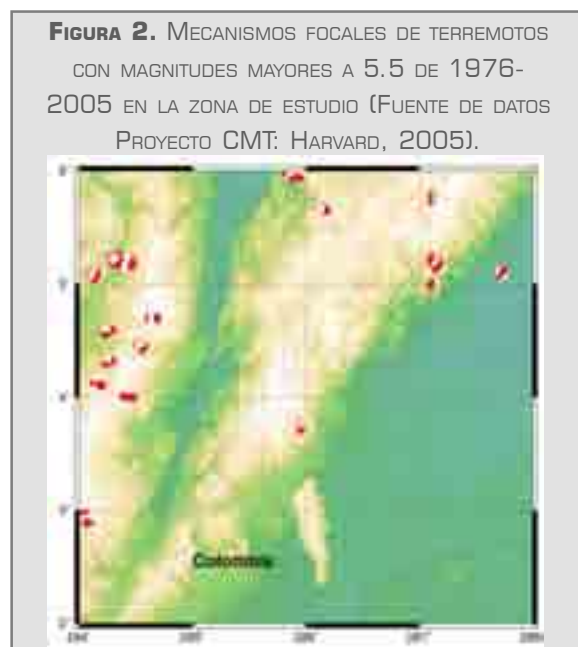 FIGURA 2. MECANISMOS FOCALES DE TERREMOTOS
CON MAGNITUDES MAYORES A 5.5 DE 1976-
2005 EN LA ZONA DE ESTUDIO (FUENTE DE DATOS
PROYECTO CMT: HARVARD, 2005).
Colombia